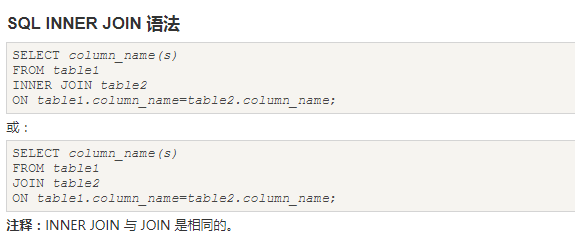 SQL INNER JOIN 语法
SELECT column_name(s)
FROM table1
INNER JOIN table2
ON table1.column_name=table2.column_name;
或：
SELECT column_name(s)
FROM table1
JOIN table2
ON table1.column_name=table2.column_name;
注释：INNER JOIN 与 JOIN 是相同的。